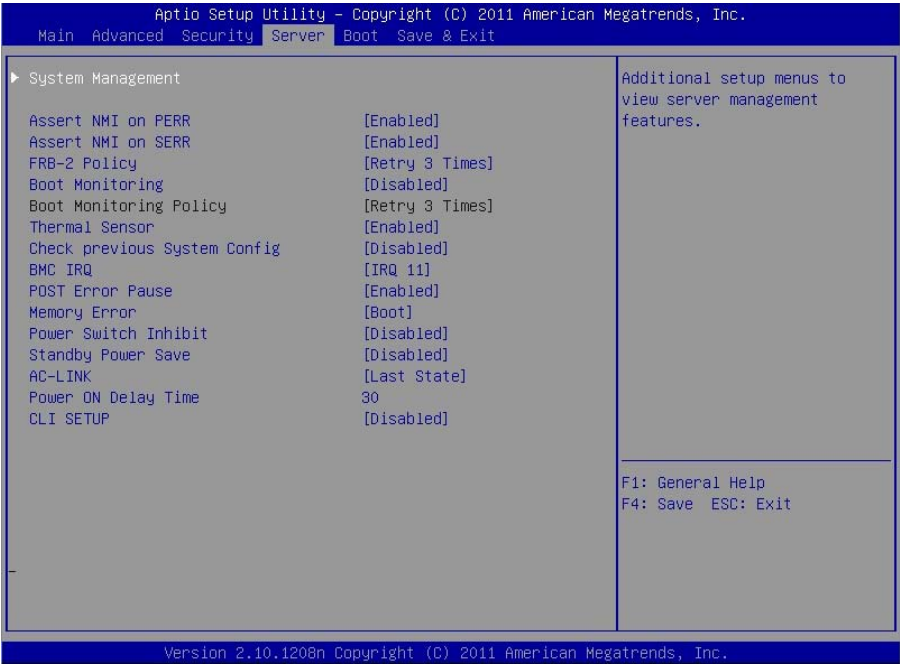 Aptio Setup Utility - Copyright (C) 2011 American Megatrends, Inc.
Main Advanced Security Server Boot Save & Exit
System Management
Assert NMI on PERR [Enabled]
Assert NMI on SERR [Enabled]
FRB-2 Policy [Retry 3 Times]
Boot Monitoring [Disabled]
Boot Monitoring Policy [Retry 3 Times]
Thermal Sensor [Enabled]
Check previous System Config [Disabled]
BMC IRQ [IRQ 11]
POST Error Pause [Enabled]
Memory Error [Boot]
Power Switch Inhibit [Disabled]
Standby Power Save [Disabled]
AC-LINK [Last State]
Power ON Delay Time 30
CLI SETUP [Disabled]
Additional setup menus to
view server management
features.
F1: General Help
F4: Save ESC: Exit
Version 2.10.1208n Copyright (C) 2011 American Megatrends, Inc.